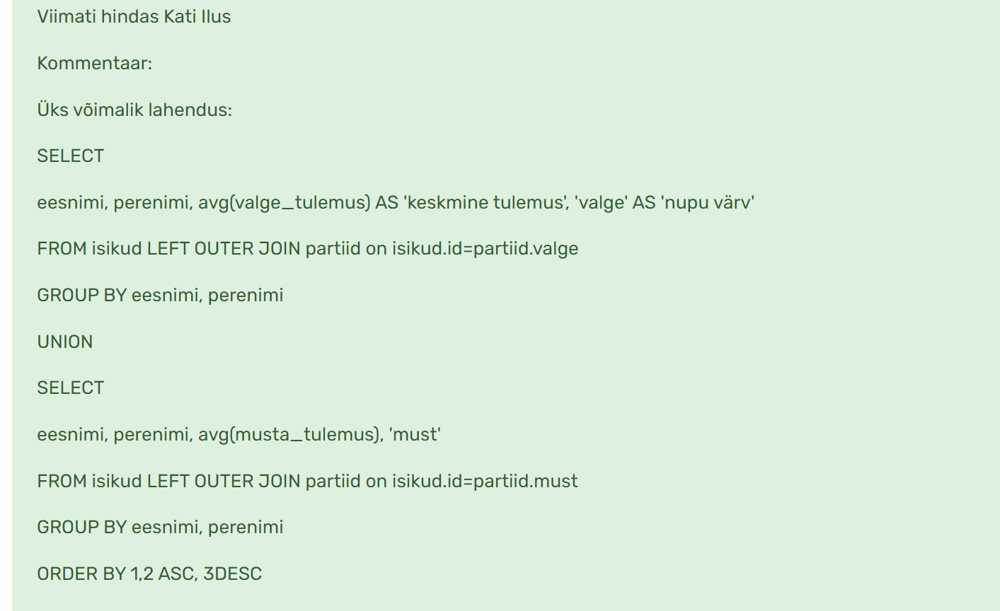 Viimati hindas Kati Ilus
Kommentaar:
Üks võimalik lahendus:
SELECT
eesnimi, perenimi, avg(valge_tulemus) AS 'keskmine tulemus', 'valge' AS 'nupu värv'
FROM isikud LEFT OUTER JOIN partiid on isikud.id=partiid.valge
GROUP BY eesnimi, perenimi
UNION
SELECT
eesnimi, perenimi, avg(musta_tulemus), 'must'
FROM isikud LEFT OUTER JOIN partiid on isikud.id=partiid.must
GROUP BY eesnimi, perenimi
ORDER BY 1,2 ASC, 3DESC